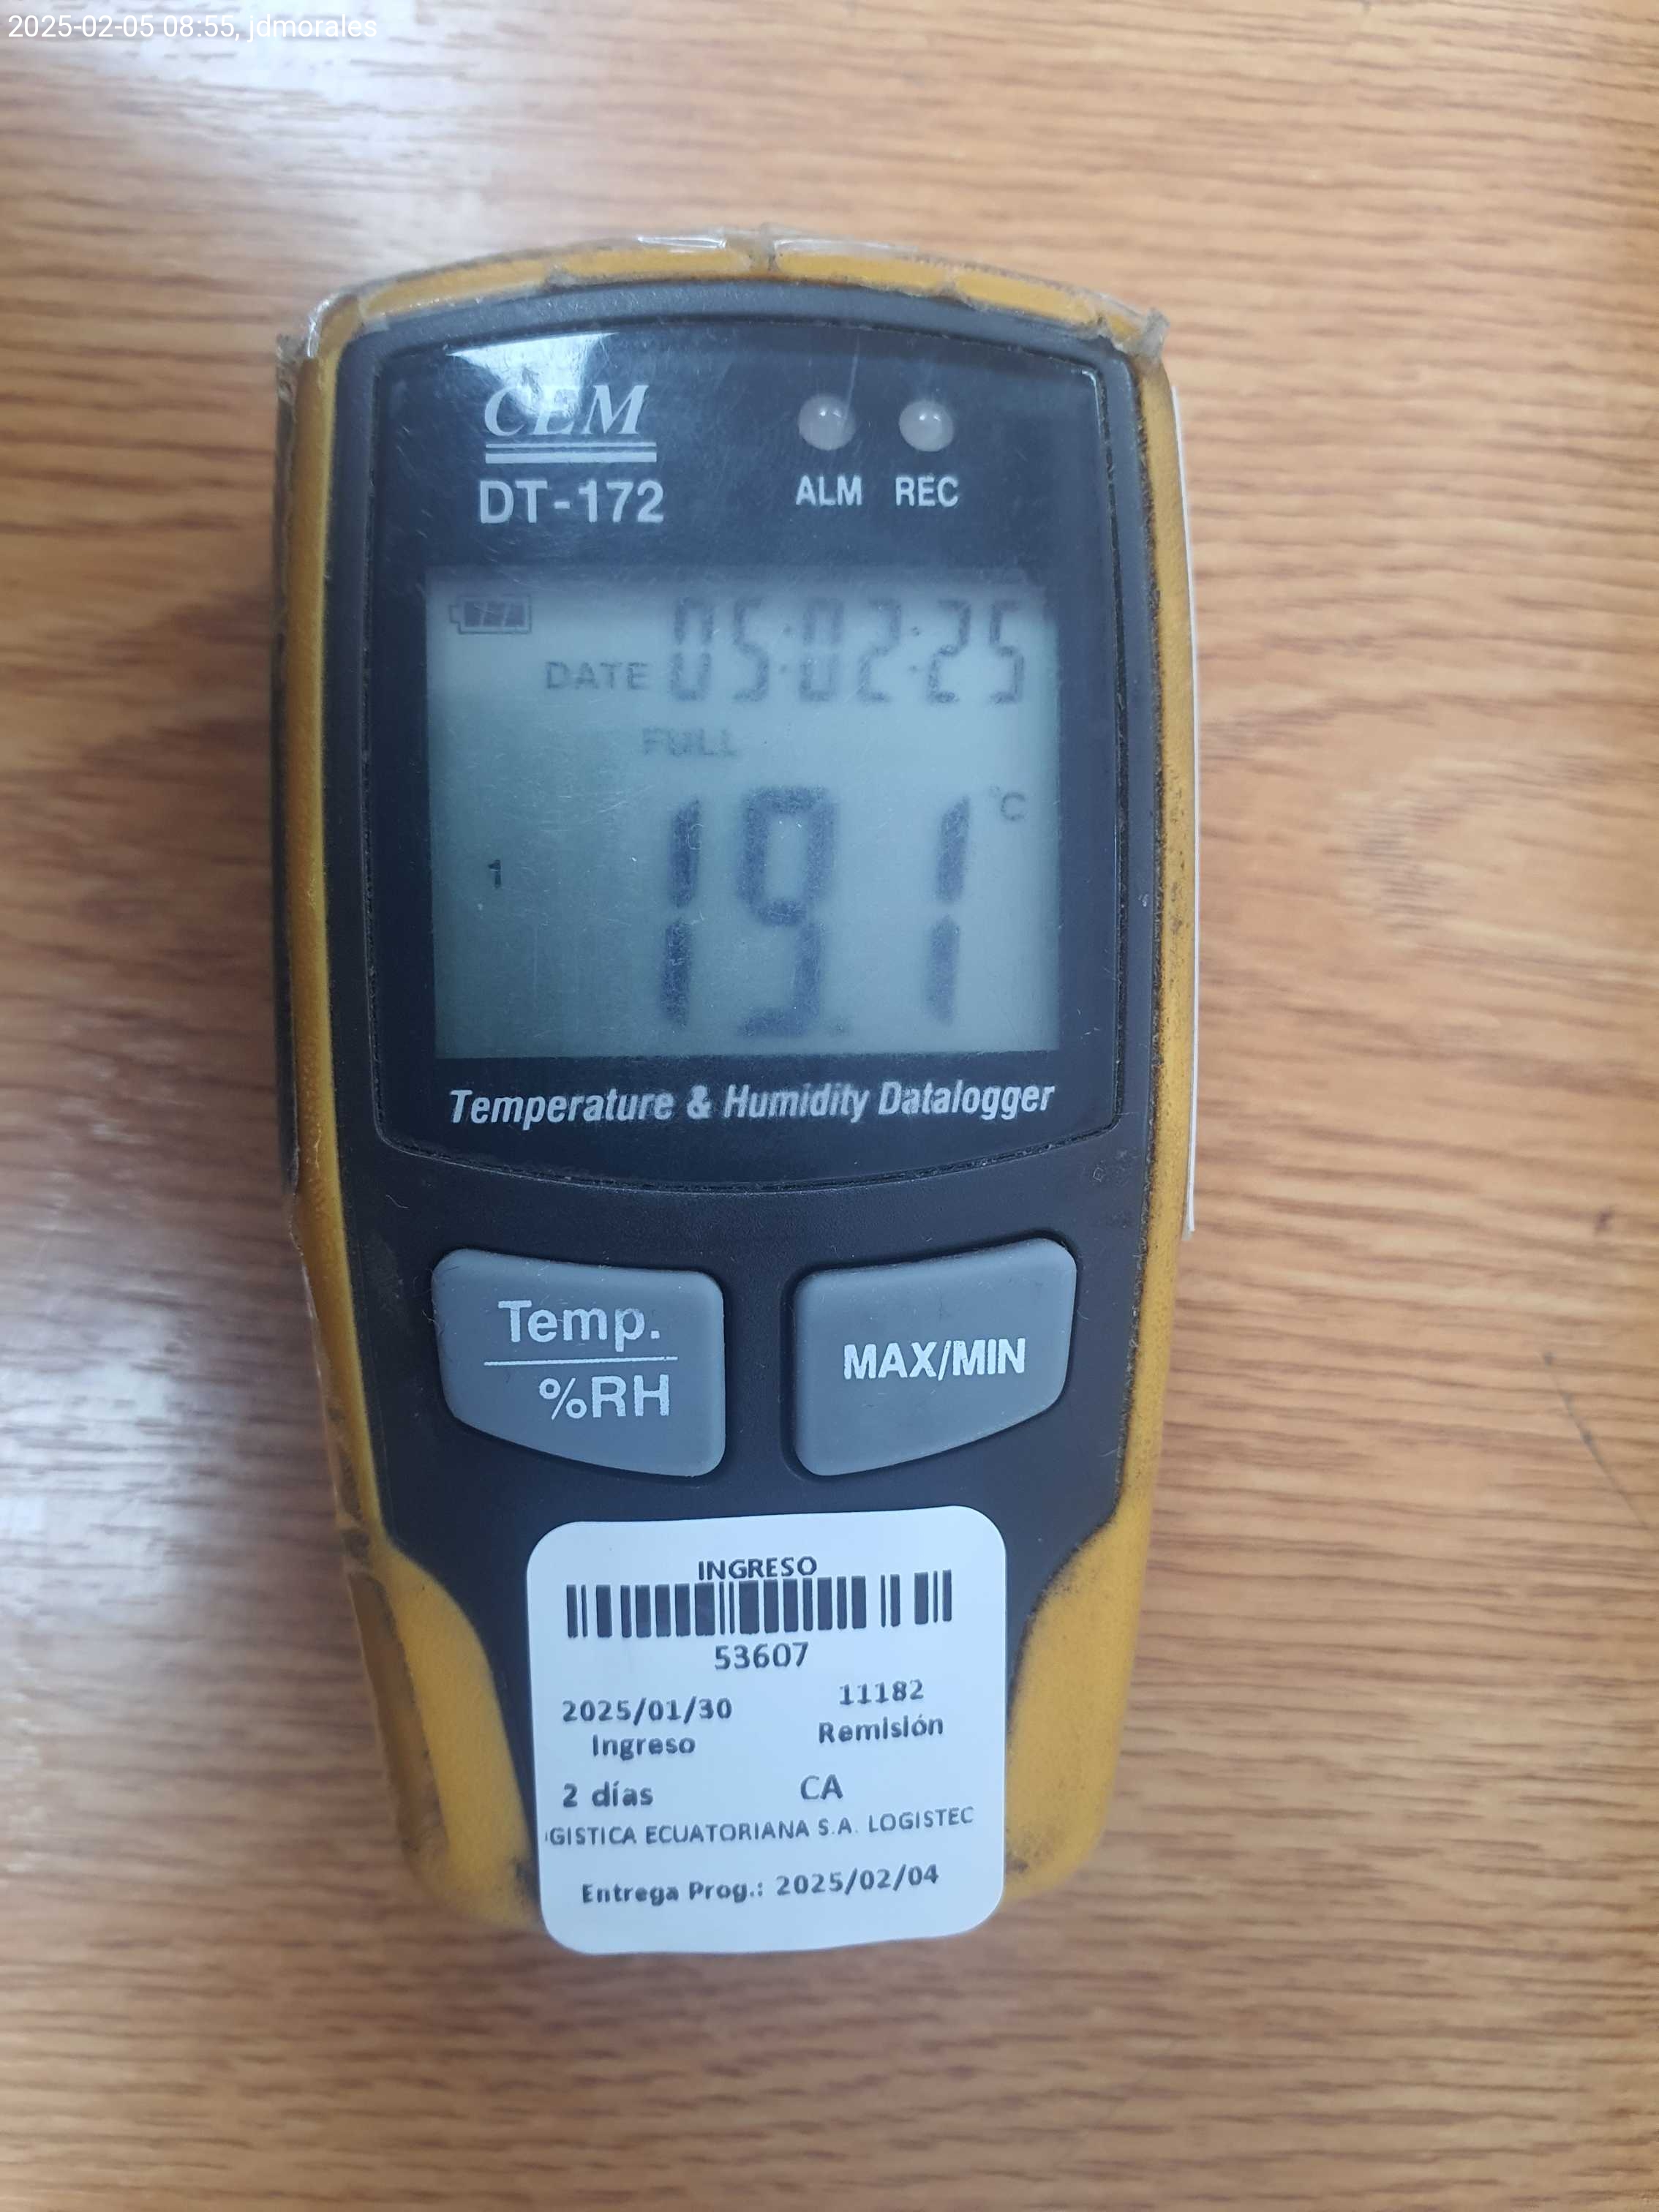 2025-02-05 08:55, jdmorales
CEM
DT-172
ALM REC
DATE 05:02:25
FULL
1 19.1 °C
Temperature & Humidity Datalogger
Temp.
%RH
MAX/MIN
INGRESO
53607
2025/01/30 11182
Ingreso Remisión
2 días CA
GISTICA ECUATORIANA S.A. LOGISTEC
Entrega Prog.: 2025/02/04